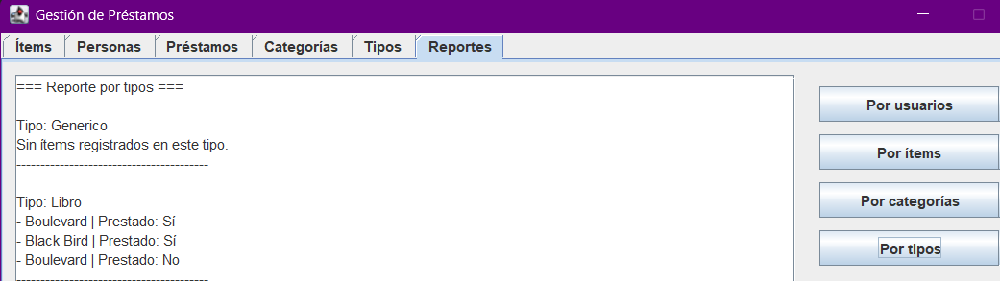 Gestión de Préstamos
Ítems Personas Préstamos Categorías Tipos Reportes
=== Reporte por tipos ===
Tipo: Generico
Sin ítems registrados en este tipo.
----------------------------------------
Tipo: Libro
- Boulevard | Prestado: Sí
- Black Bird | Prestado: Sí
- Boulevard | Prestado: No
----------------------------------------
Por usuarios
Por ítems
Por categorías
Por tipos